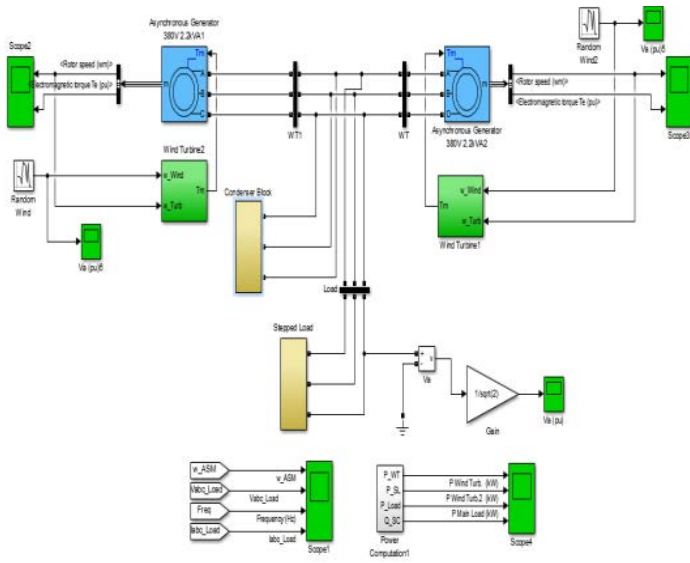 Asynchronous Generator
380V 2.2kVA1
Scope2
<Rotor speed (wm)>
<Electromagnetic torque Te (pu)>
m
Tm
A
B
C
WT1
WT
Tm
A
B
C
m
Asynchronous Generator
380V 2.2kVA2
<Rotor speed (wm)>
<Electromagnetic torque Te (pu)>
Random
Wind2
Va (pu)5
Scope3
Random
Wind
Wind Turbine2
w_Wind
w_Turb
Tm
Va (pu)6
Condenser Block
w_Wind
w_Turb
Tm
Wind Turbine1
Load
Stepped Load
+
-
v
Va
1/sqrt(2)
Gain
Va (pu)
w_ASM
Vabc_Load
Freq
Iabc_Load
w_ASM
Vabc_Load
Frequency (Hz)
Iabc_Load
Scope1
P_WT
P_SL
P_Load
Q_SC
Power
Computation1
P Wind Turb. (kW)
P Wind Turb.2 (kW)
P Main Load (kW)
Scope4